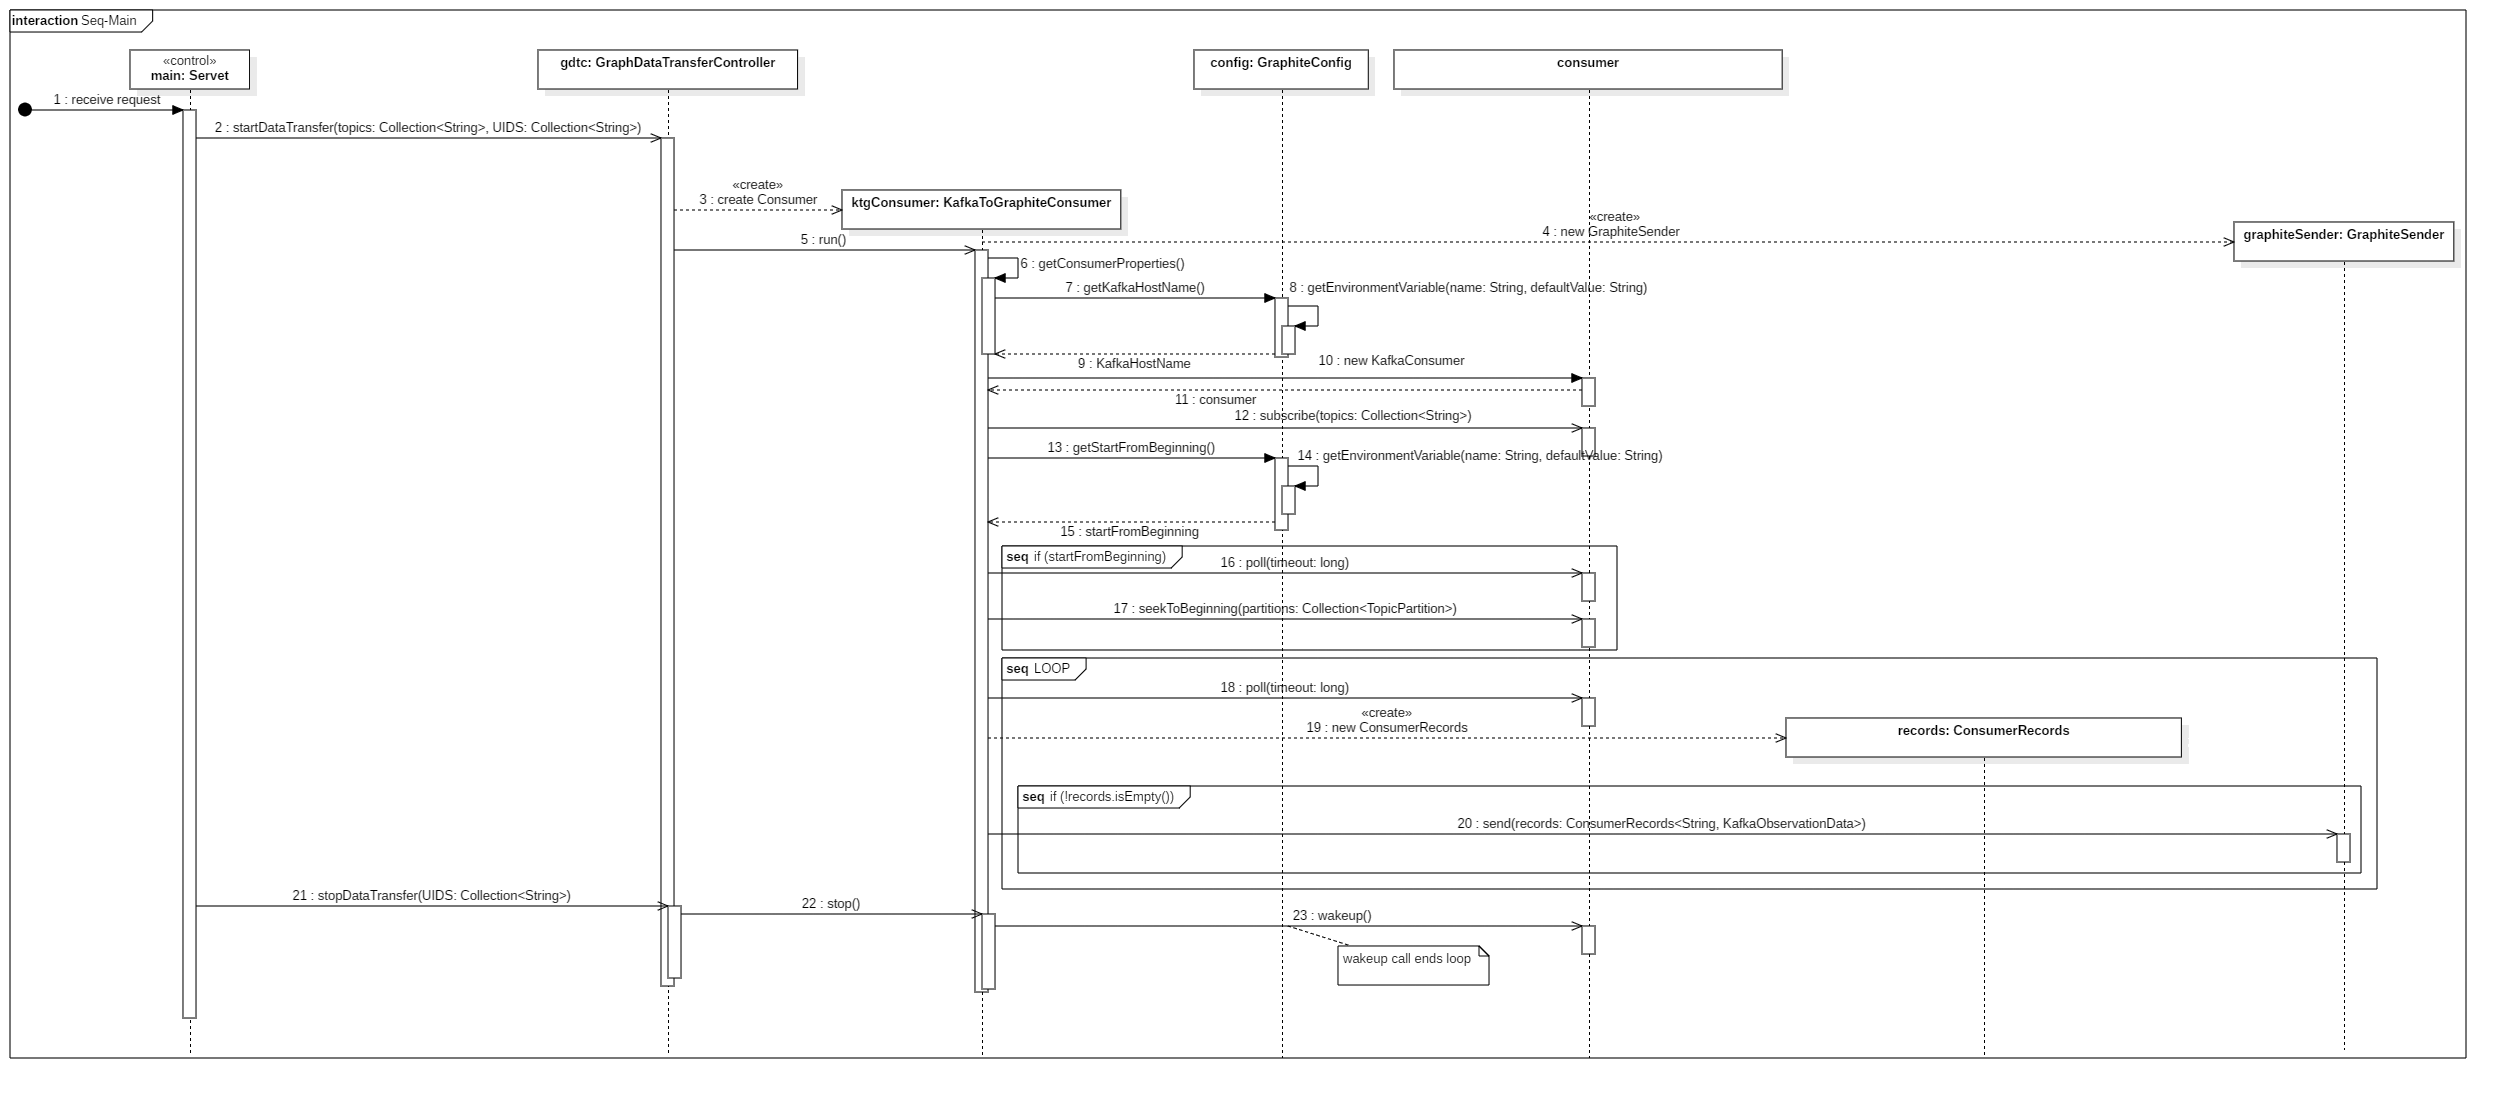 interaction Seq-Main
«control»
main: Servet
gdtc: GraphDataTransferController
config: GraphiteConfig
consumer
1 : receive request
2 : startDataTransfer(topics: Collection<String>, UIDS: Collection<String>)
«create»
3 : create Consumer
ktgConsumer: KafkaToGraphiteConsumer
«create»
4 : new GraphiteSender
graphiteSender: GraphiteSender
5 : run()
6 : getConsumerProperties()
7 : getKafkaHostName()
8 : getEnvironmentVariable(name: String, defaultValue: String)
9 : KafkaHostName
10 : new KafkaConsumer
11 : consumer
12 : subscribe(topics: Collection<String>)
13 : getStartFromBeginning()
14 : getEnvironmentVariable(name: String, defaultValue: String)
15 : startFromBeginning
seq if (startFromBeginning)
16 : poll(timeout: long)
17 : seekToBeginning(partitions: Collection<TopicPartition>)
seq LOOP
18 : poll(timeout: long)
«create»
19 : new ConsumerRecords
records: ConsumerRecords
seq if (!records.isEmpty())
20 : send(records: ConsumerRecords<String, KafkaObservationData>)
21 : stopDataTransfer(UIDS: Collection<String>)
22 : stop()
23 : wakeup()
wakeup call ends loop